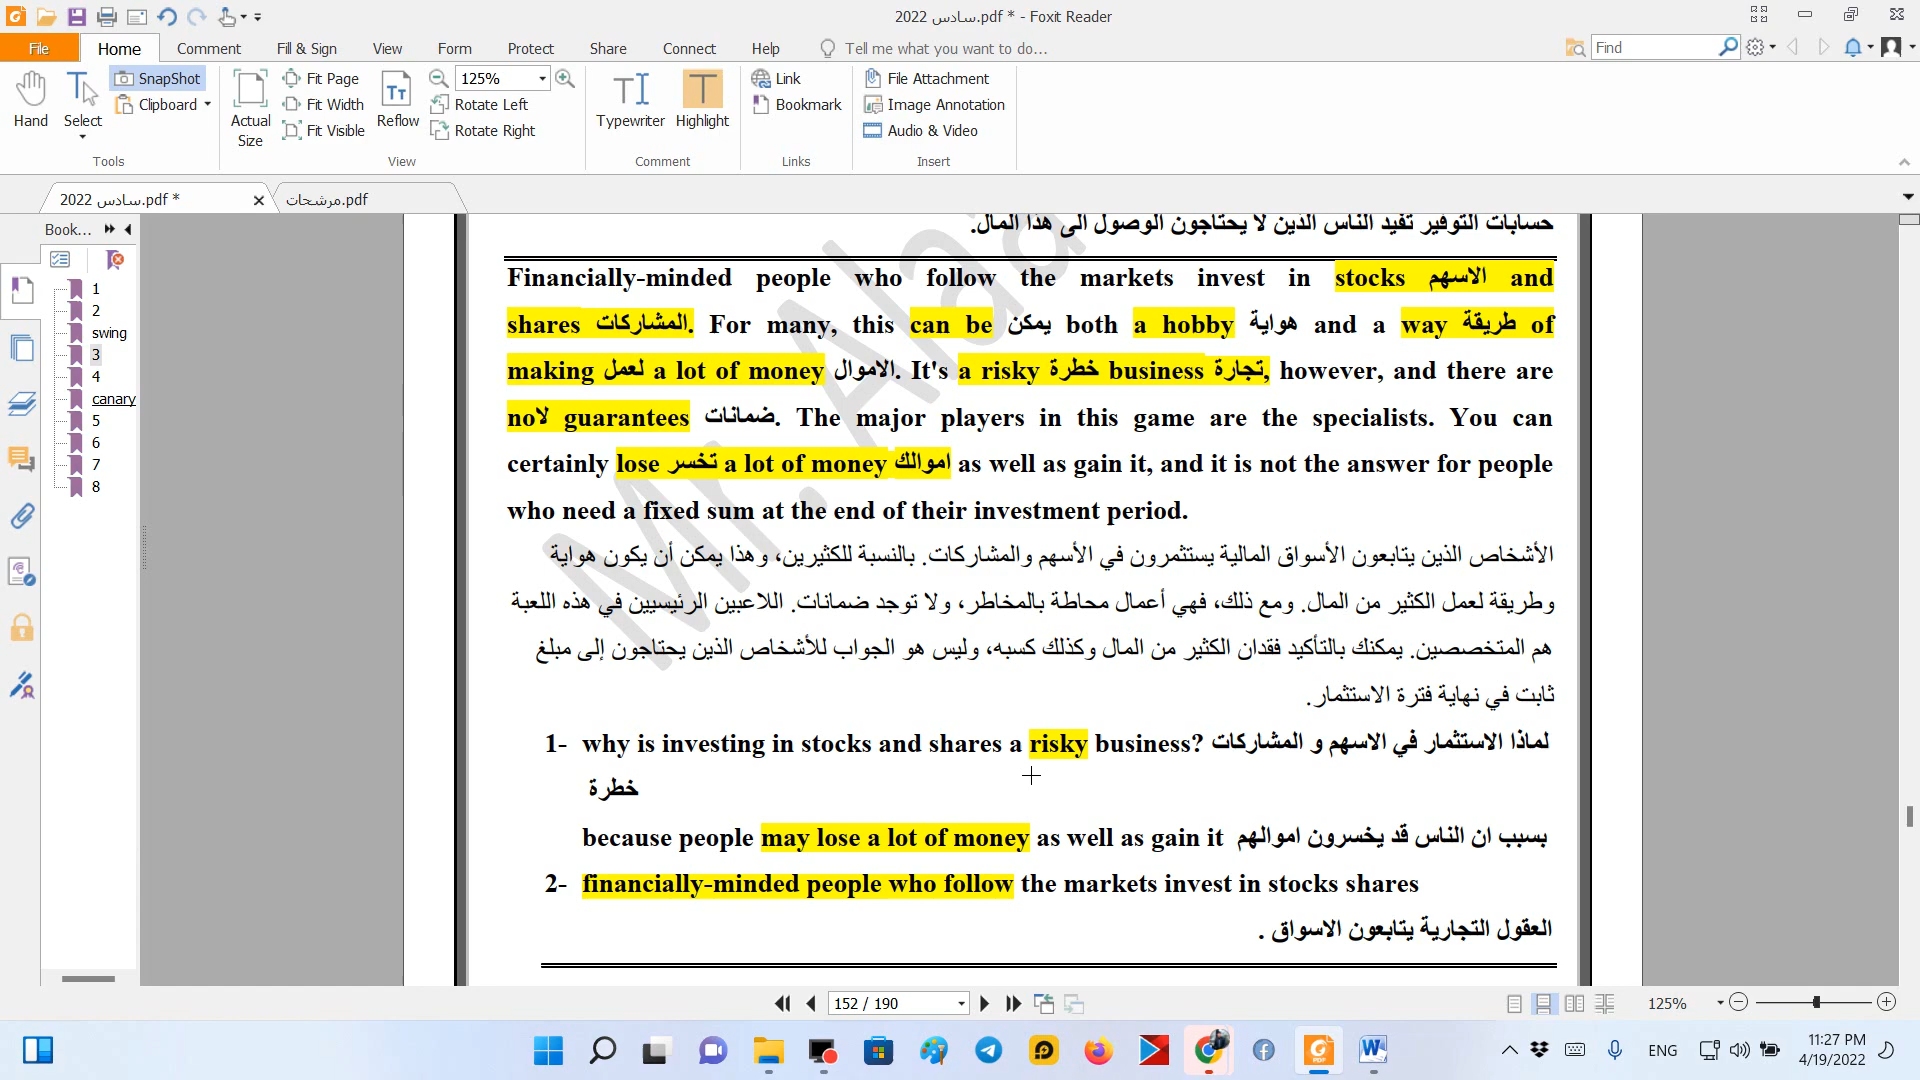 سادس 2022.pdf * - Foxit Reader
File Home Comment Fill & Sign View Form Protect Share Connect Help Tell me what you want to do... Find
Hand Select SnapShot Clipboard Actual Size Fit Page Fit Width Fit Visible Reflow 125% Rotate Left Rotate Right Typewriter Highlight Link Bookmark File Attachment Image Annotation Audio & Video
Tools View Comment Links Insert
سادس 2022.pdf * مرشحات.pdf
Book...
1
2
swing
3
4
canary
5
6
7
8
Mr. Alaa
حسابات التوفير تفيد الناس الذين لا يحتاجون الوصول الى هذا المال.
Financially-minded people who follow the markets invest in stocks الاسهم and
shares المشاركات. For many, this can be يمكن both a hobby هواية and a way طريقة of
making لعمل a lot of money الاموال. It's a risky خطرة business تجارة, however, and there are
no لا guarantees ضمانات. The major players in this game are the specialists. You can
certainly lose تخسر a lot of money اموالك as well as gain it, and it is not the answer for people
who need a fixed sum at the end of their investment period.
الأشخاص الذين يتابعون الأسواق المالية يستثمرون في الأسهم والمشاركات. بالنسبة للكثيرين، وهذا يمكن أن يكون هواية
وطريقة لعمل الكثير من المال. ومع ذلك، فهي أعمال محاطة بالمخاطر، ولا توجد ضمانات. اللاعبين الرئيسيين في هذه اللعبة
هم المتخصصين. يمكنك بالتأكيد فقدان الكثير من المال وكذلك كسبه، وليس هو الجواب للأشخاص الذين يحتاجون إلى مبلغ
ثابت في نهاية فترة الاستثمار.
1- why is investing in stocks and shares a risky business? لماذا الاستثمار في الاسهم و المشاركات
خطرة
because people may lose a lot of money as well as gain it بسبب ان الناس قد يخسرون اموالهم
2- financially-minded people who follow the markets invest in stocks shares
العقول التجارية يتابعون الاسواق .
152 / 190 125%
ENG 11:27 PM
4/19/2022